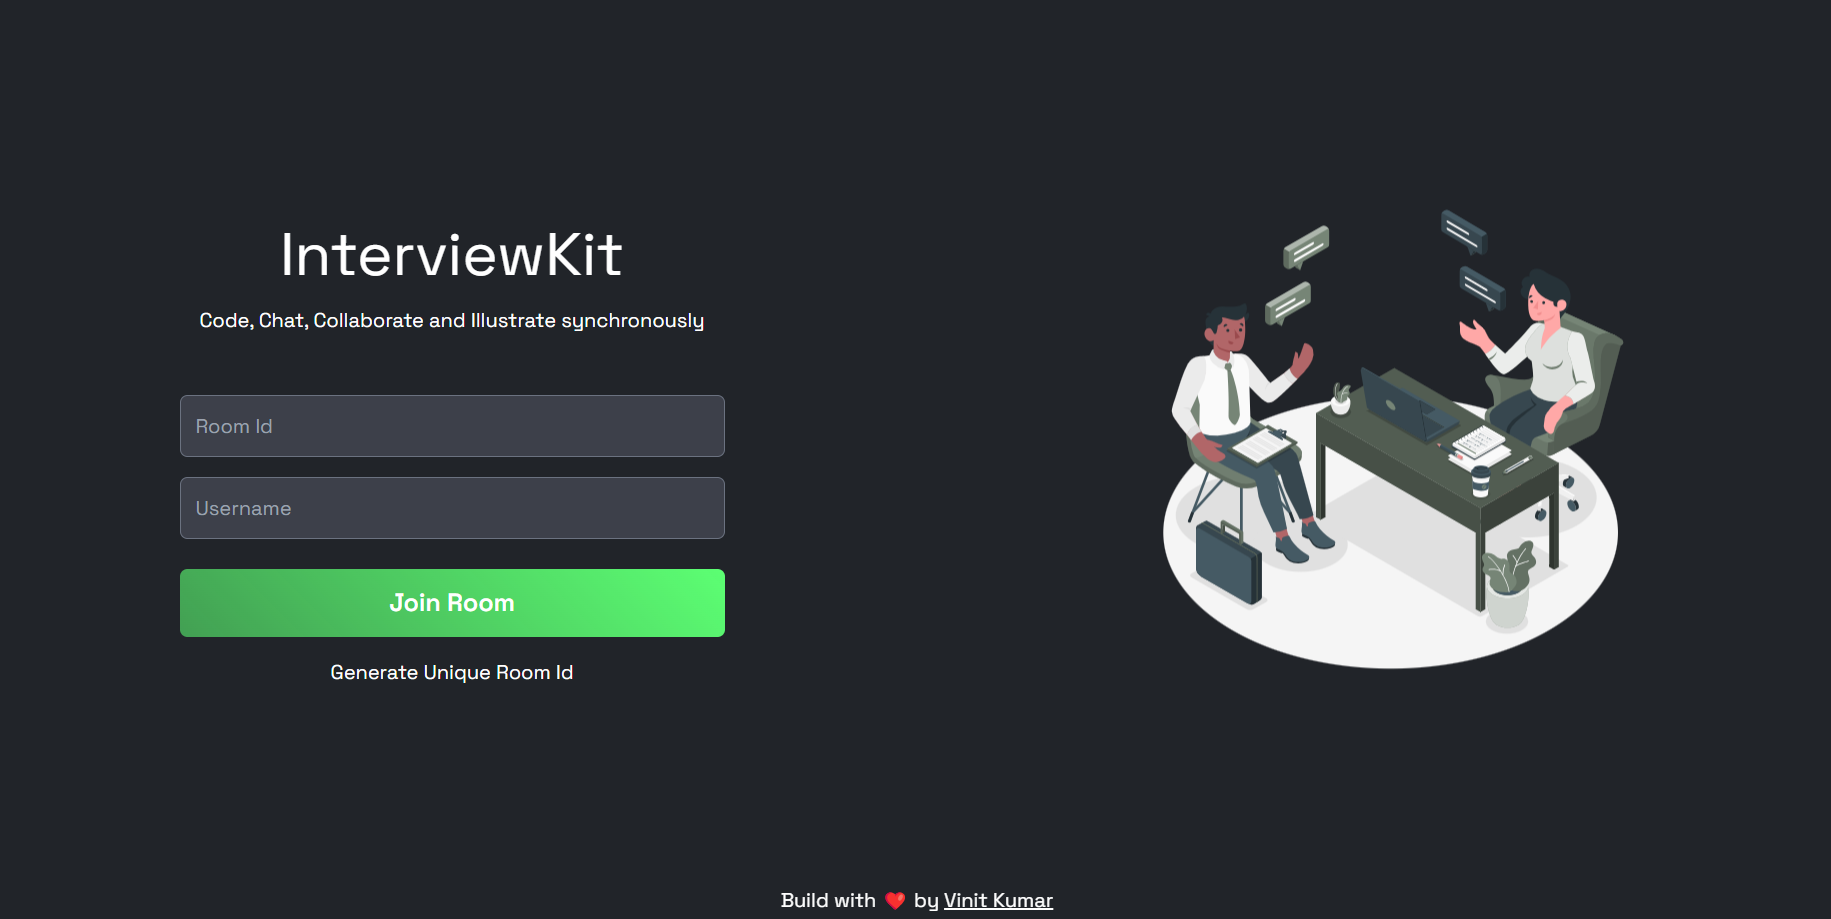 InterviewKit
Code, Chat, Collaborate and Illustrate synchronously
Room Id
Username
Join Room
Generate Unique Room Id
Build with ❤️ by Vinit Kumar